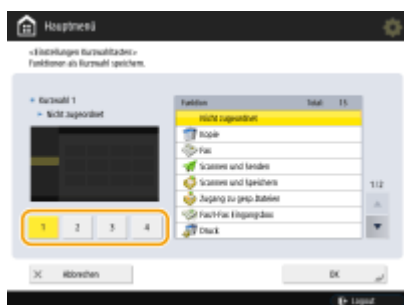 Hauptmenü
<Einstellungen Kurzwahltasten>
Funktionen als Kurzwahl speichern.
Kurzwahl 1
Nicht zugeordnet
Funktion Total 15
Nicht zugeordnet
Kopie
Fax
Scannen und Senden
Scannen und Speichern
Zugang zu gesp. Dateien
Fax/I-Fax Eingangsbox
Druck
1/2
1 2 3 4
Abbrechen
OK
Logout